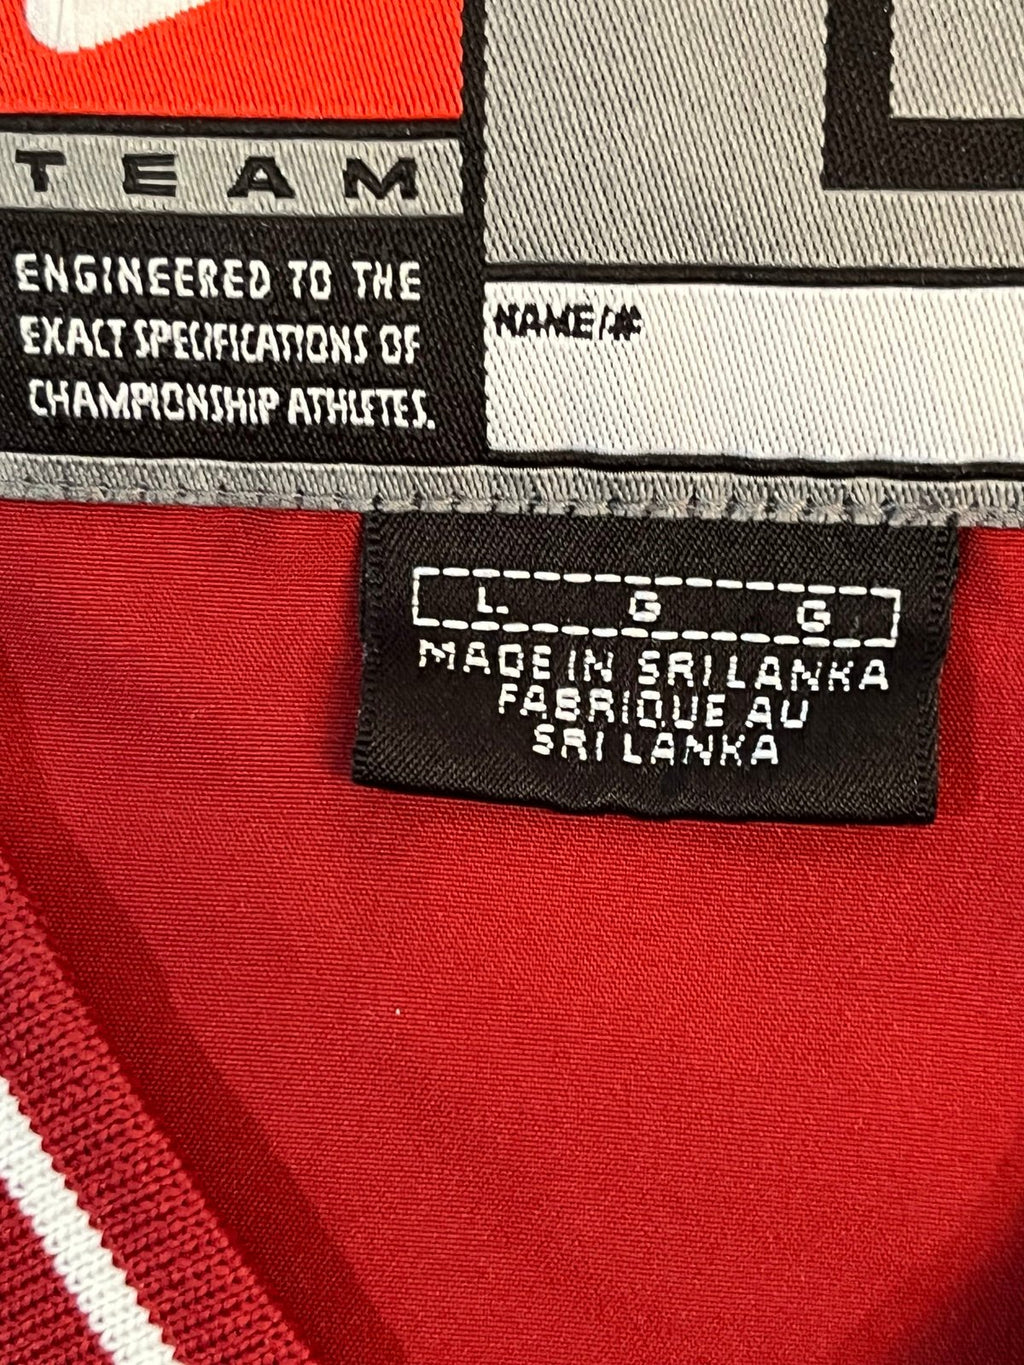 L
TEAM
ENGINEERED TO THE
EXACT SPECIFICATIONS OF
CHAMPIONSHIP ATHLETES.
NAME/#
L. G G
MADE IN SRI LANKA
FABRIQUE AU
SRI LANKA